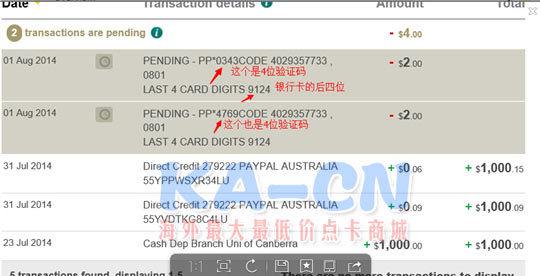 Date
Transaction details
Amount
Total
2 transactions are pending
- $4.00
01 Aug 2014
PENDING - PP*0343CODE 4029357733 ,
- $2.00
0801
这个是4位验证码
银行卡的后四位
LAST 4 CARD DIGITS 9124
01 Aug 2014
PENDING - PP*4769CODE 4029357733 ,
- $2.00
0801
这个也是4位验证码
LAST 4 CARD DIGITS 9124
31 Jul 2014
Direct Credit 279222 PAYPAL AUSTRALIA
+ $0.06
+ $1,000.15
55YPPWSXR34LU
31 Jul 2014
Direct Credit 279222 PAYPAL AUSTRALIA
+ $0.09
+ $1,000.09
55YVDTKG8C4LU
KA-CN
海外最大最低价点卡商城
23 Jul 2014
Cash Dep Branch Uni of Canberra
+ $1,000.00
+ $1,000.00
1:1
5 transactions found, displaying 1-5
There are no more transactions to display